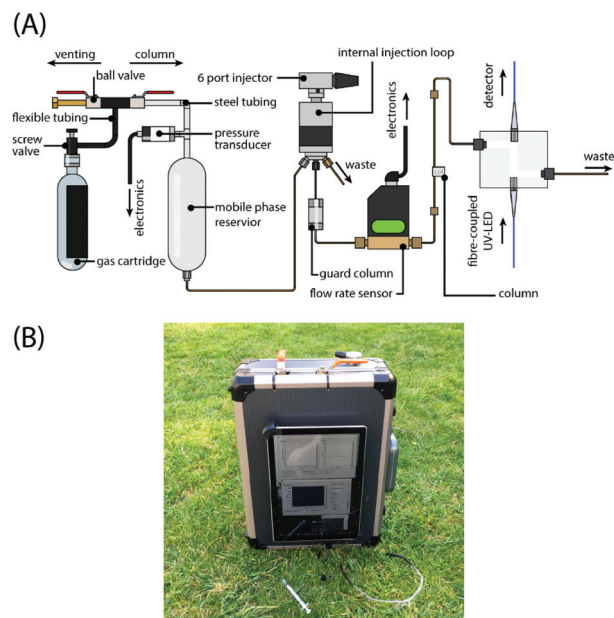 (A)
venting
column
ball valve
flexible tubing
screw
valve
steel tubing
pressure
transducer
electronics
mobile phase
reservior
gas cartridge
6 port injector
internal injection loop
waste
electronics
guard column
flow rate sensor
column
detector
fibre-coupled
UV-LED
waste
(B)